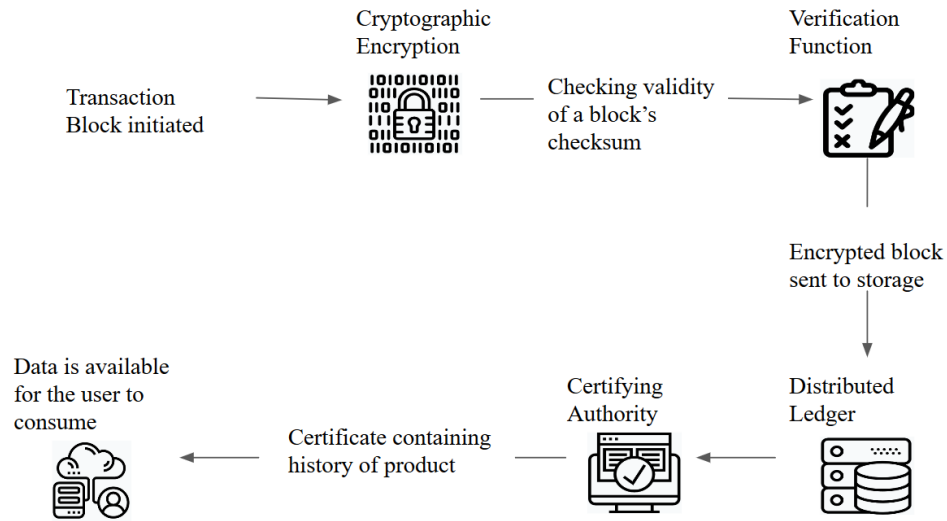 Cryptographic
Encryption
Verification
Function
Transaction
Block initiated
Checking validity
of a block’s
checksum
Encrypted block
sent to storage
Distributed
Ledger
Certifying
Authority
Certificate containing
history of product
Data is available
for the user to
consume